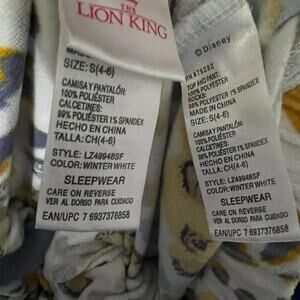 THE
LION KING
MADE
SIZE: S(4-6)
CAMISA Y PANTALÓN:
100% POLIÉSTER
CALCETINES:
99% POLIÉSTER 1% SPANDEX
HECHO EN CHINA
TALLA: CH(4-6)
STYLE: LZ49948SF
COLOR: WINTER WHITE
SLEEPWEAR
CARE ON REVERSE
VER AL DORSO PARA CUIDADO
EAN/UPC 7 6937376858
©Disney
TOP AND PANT:
100% POLYESTER
SOCKS:
99% POLYESTER 1% SPANDEX
MADE IN CHINA
SIZE: S(4-6)
CAMISA Y PANTALÓN:
100% POLIÉSTER
CALCETINES:
99% POLIÉSTER 1% SPANDEX
HECHO EN CHINA
TALLA: CH(4-6)
STYLE: LZ49948SF
COLOR: WINTER WHITE
SLEEPWEAR
CARE ON REVERSE
VER AL DORSO PARA CUIDADO
EAN/UPC 7 6937376858